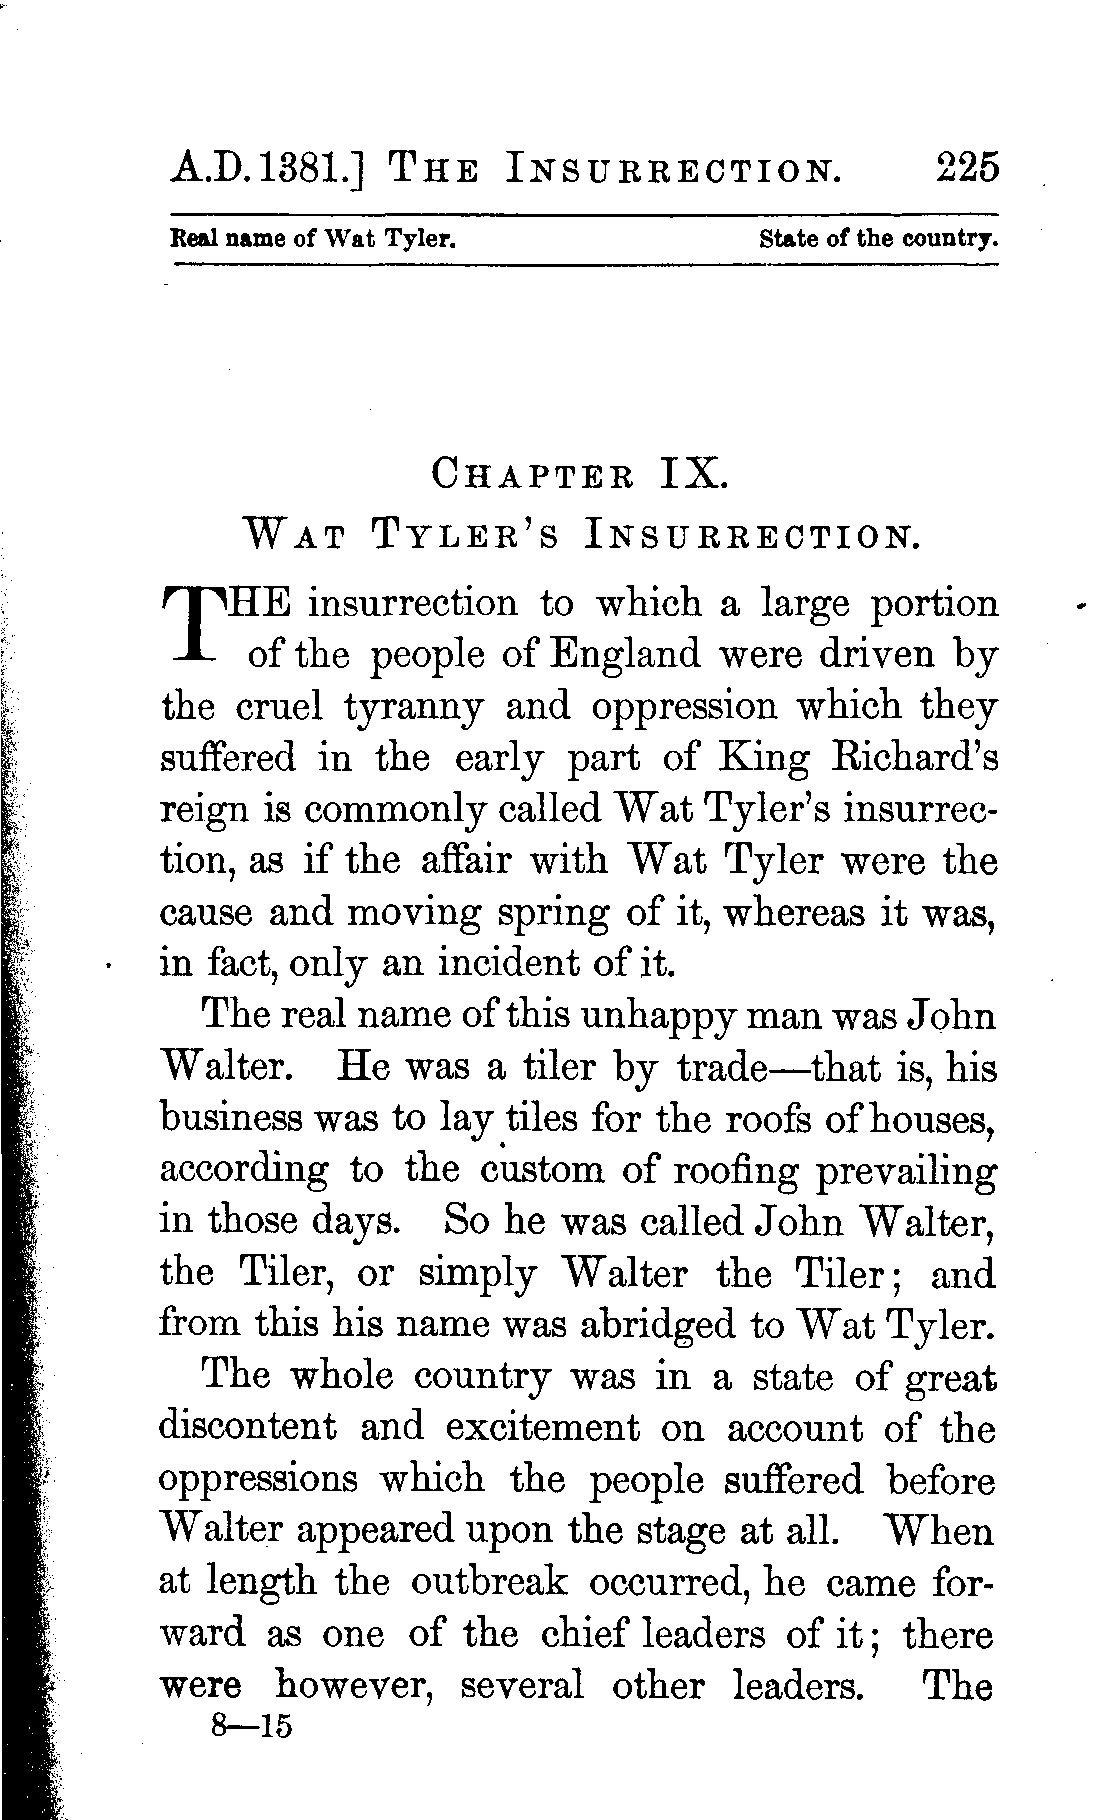 A.D. 1381.] THE INSURRECTION. 225
Real name of Wat Tyler. State of the country.
CHAPTER IX.
WAT TYLER'S INSURRECTION.
THE insurrection to which a large portion
of the people of England were driven by
the cruel tyranny and oppression which they
suffered in the early part of King Richard's
reign is commonly called Wat Tyler's insurrec-
tion, as if the affair with Wat Tyler were the
cause and moving spring of it, whereas it was,
in fact, only an incident of it.
The real name of this unhappy man was John
Walter. He was a tiler by trade—that is, his
business was to lay tiles for the roofs of houses,
according to the custom of roofing prevailing
in those days. So he was called John Walter,
the Tiler, or simply Walter the Tiler; and
from this his name was abridged to Wat Tyler.
The whole country was in a state of great
discontent and excitement on account of the
oppressions which the people suffered before
Walter appeared upon the stage at all. When
at length the outbreak occurred, he came for-
ward as one of the chief leaders of it; there
were however, several other leaders. The
8—15